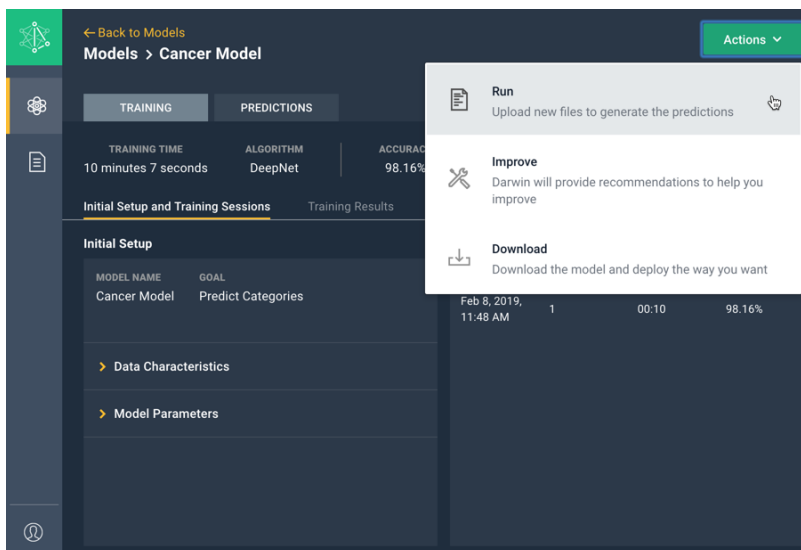 ← Back to Models
Models > Cancer Model
Actions
Run
Upload new files to generate the predictions
Improve
Darwin will provide recommendations to help you
improve
Download
Download the model and deploy the way you want
TRAINING
PREDICTIONS
TRAINING TIME
10 minutes 7 seconds
ALGORITHM
DeepNet
ACCURAC
98.16%
Initial Setup and Training Sessions
Training Results
Initial Setup
MODEL NAME
Cancer Model
GOAL
Predict Categories
Data Characteristics
Model Parameters
Feb 8, 2019,
11:48 AM
1
00:10
98.16%